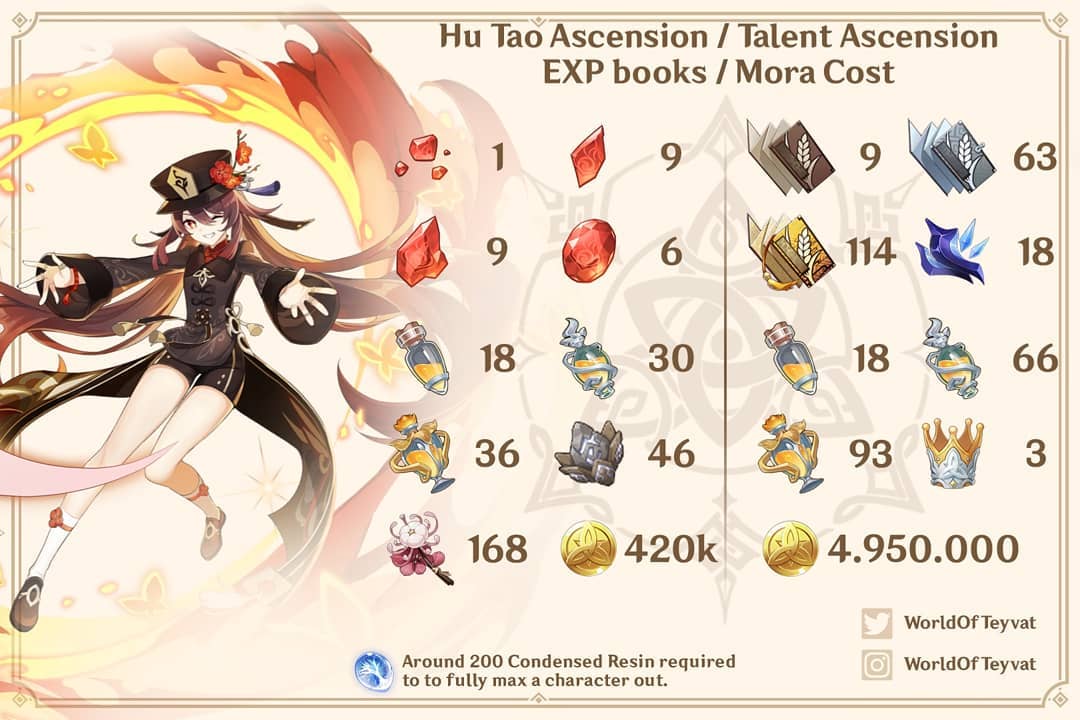 Hu Tao Ascension / Talent Ascension
EXP books / Mora Cost
1 9 9 63
9 6 114 18
18 30 18 66
36 46 93 3
168 420k 4.950.000
WorldOfTeyvat
WorldOfTeyvat
Around 200 Condensed Resin required
to to fully max a character out.